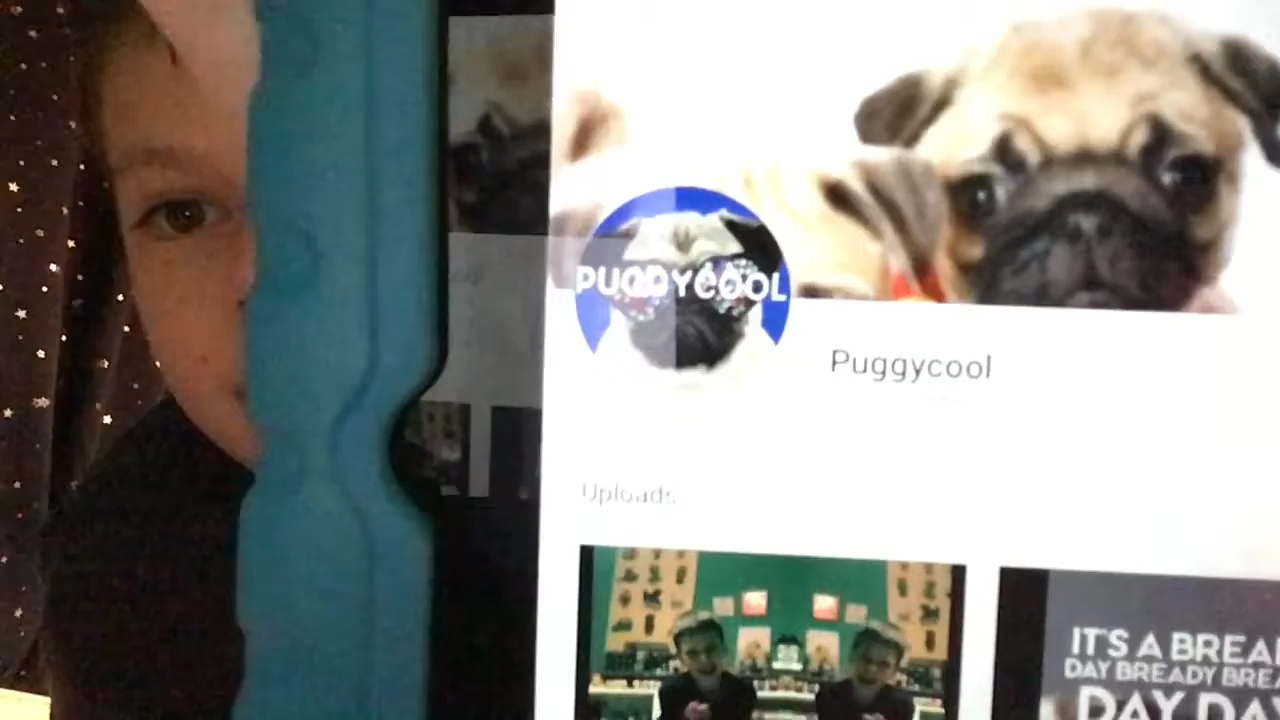 PUGGYCOOL
Puggycool
Uploads
IT'S A BREA
DAY BREADY BREA
DAY DA